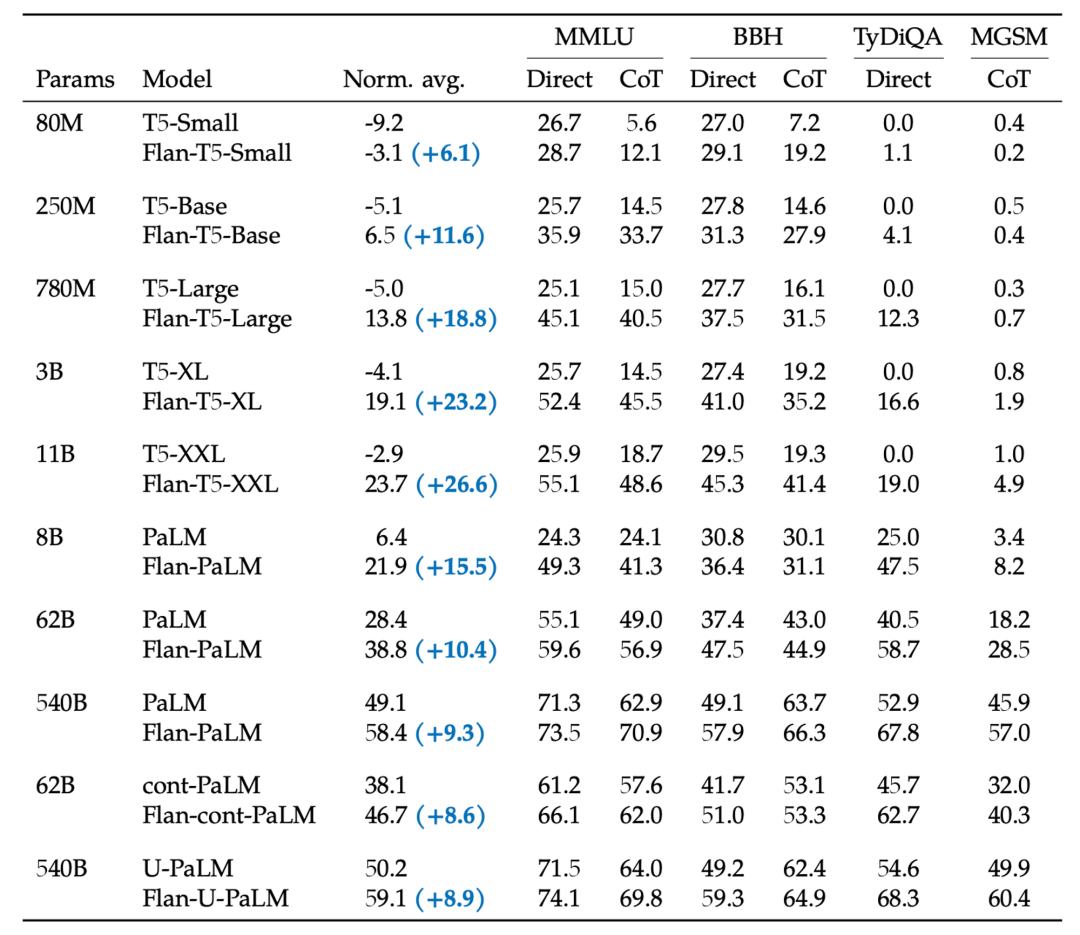 MMLU BBH TyDiQA MGSM
Params Model Norm. avg. Direct CoT Direct CoT Direct CoT
80M T5-Small -9.2 26.7 5.6 27.0 7.2 0.0 0.4
Flan-T5-Small -3.1 (+6.1) 28.7 12.1 29.1 19.2 1.1 0.2
250M T5-Base -5.1 25.7 14.5 27.8 14.6 0.0 0.5
Flan-T5-Base 6.5 (+11.6) 35.9 33.7 31.3 27.9 4.1 0.4
780M T5-Large -5.0 25.1 15.0 27.7 16.1 0.0 0.3
Flan-T5-Large 13.8 (+18.8) 45.1 40.5 37.5 31.5 12.3 0.7
3B T5-XL -4.1 25.7 14.5 27.4 19.2 0.0 0.8
Flan-T5-XL 19.1 (+23.2) 52.4 45.5 41.0 35.2 16.6 1.9
11B T5-XXL -2.9 25.9 18.7 29.5 19.3 0.0 1.0
Flan-T5-XXL 23.7 (+26.6) 55.1 48.6 45.3 41.4 19.0 4.9
8B PaLM 6.4 24.3 24.1 30.8 30.1 25.0 3.4
Flan-PaLM 21.9 (+15.5) 49.3 41.3 36.4 31.1 47.5 8.2
62B PaLM 28.4 55.1 49.0 37.4 43.0 40.5 18.2
Flan-PaLM 38.8 (+10.4) 59.6 56.9 47.5 44.9 58.7 28.5
540B PaLM 49.1 71.3 62.9 49.1 63.7 52.9 45.9
Flan-PaLM 58.4 (+9.3) 73.5 70.9 57.9 66.3 67.8 57.0
62B cont-PaLM 38.1 61.2 57.6 41.7 53.1 45.7 32.0
Flan-cont-PaLM 46.7 (+8.6) 66.1 62.0 51.0 53.3 62.7 40.3
540B U-PaLM 50.2 71.5 64.0 49.2 62.4 54.6 49.9
Flan-U-PaLM 59.1 (+8.9) 74.1 69.8 59.3 64.9 68.3 60.4